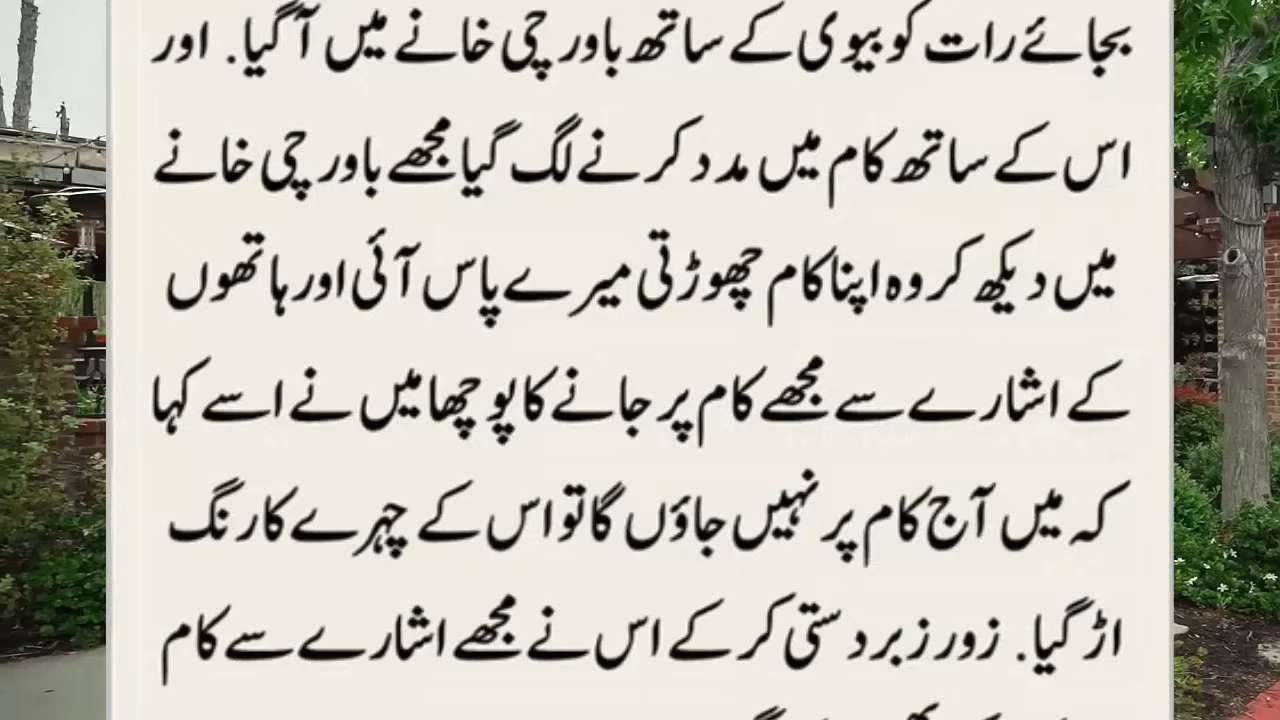 بجائے رات کو بیوی کے ساتھ باورچی خانے میں آگیا۔ اور
اس کے ساتھ کام میں مدد کرنے لگ گیا مجھے باورچی خانے
میں دیکھ کر وہ اپنا کام چھوڑتی میرے پاس آئی اور ہاتھوں
کے اشارے سے مجھے کام پر جانے کا پوچھا میں نے اسے کہا
کہ میں آج کام پر نہیں جاؤں گا تو اس کے چہرے کا رنگ
اڑ گیا۔ زور زبردستی کر کے اس نے مجھے اشارے سے کام